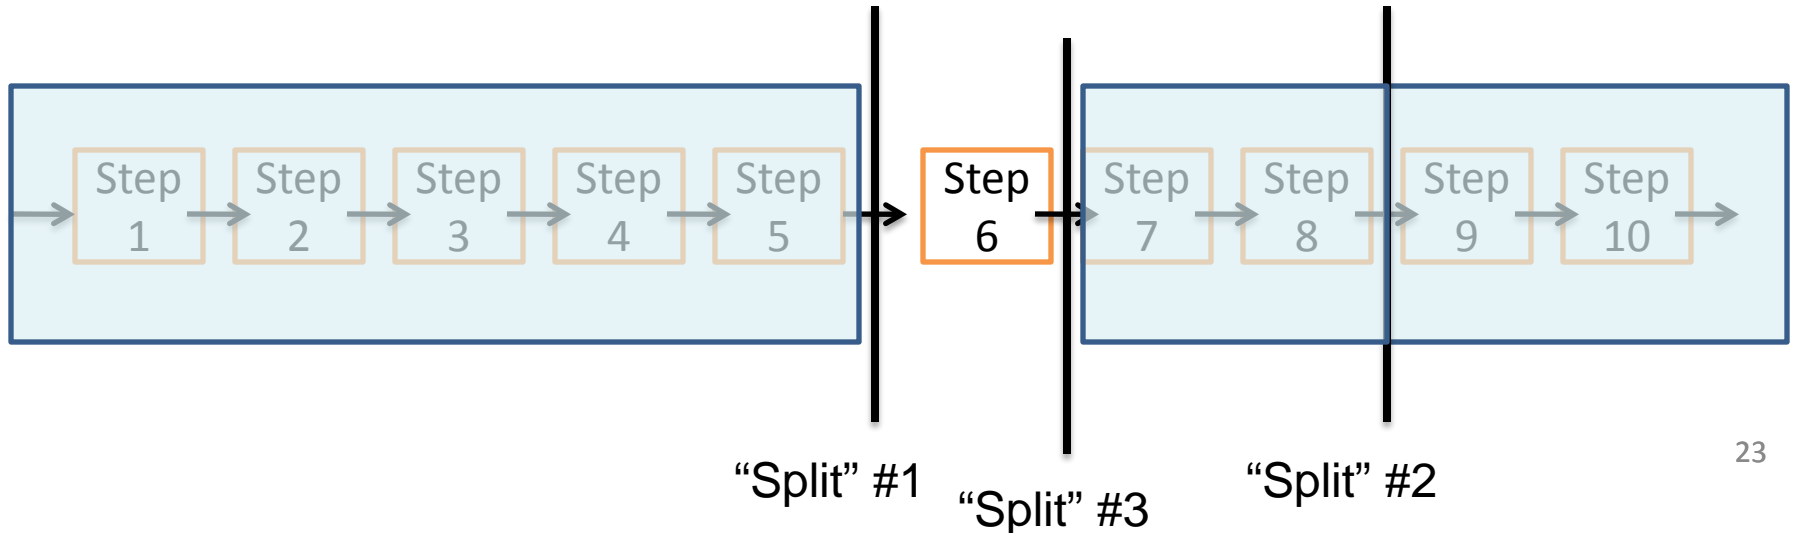 Step
1
Step
2
Step
3
Step
4
Step
5
Step
6
Step
7
Step
8
Step
9
Step
10
“Split” #1
“Split” #3
“Split” #2
23